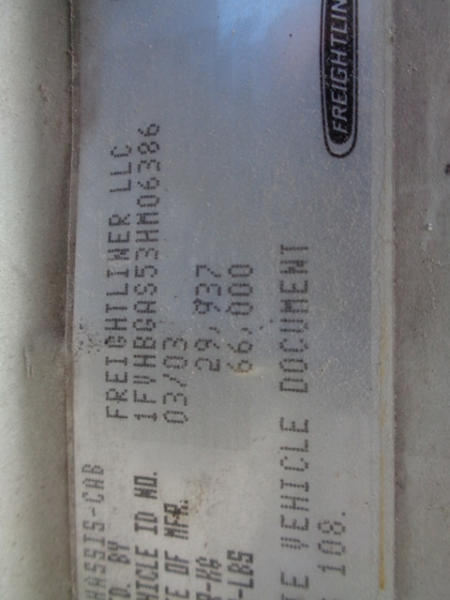 HASSIS-CAB
D. BY FREIGHTLINER LLC
HICLE ID NO. 1FVHBGAS53HM06386
E OF MFR. 03/03
R-KG 29,937
-LBS 66,000
E VEHICLE DOCUMENT
108.
FREIGHTLIN